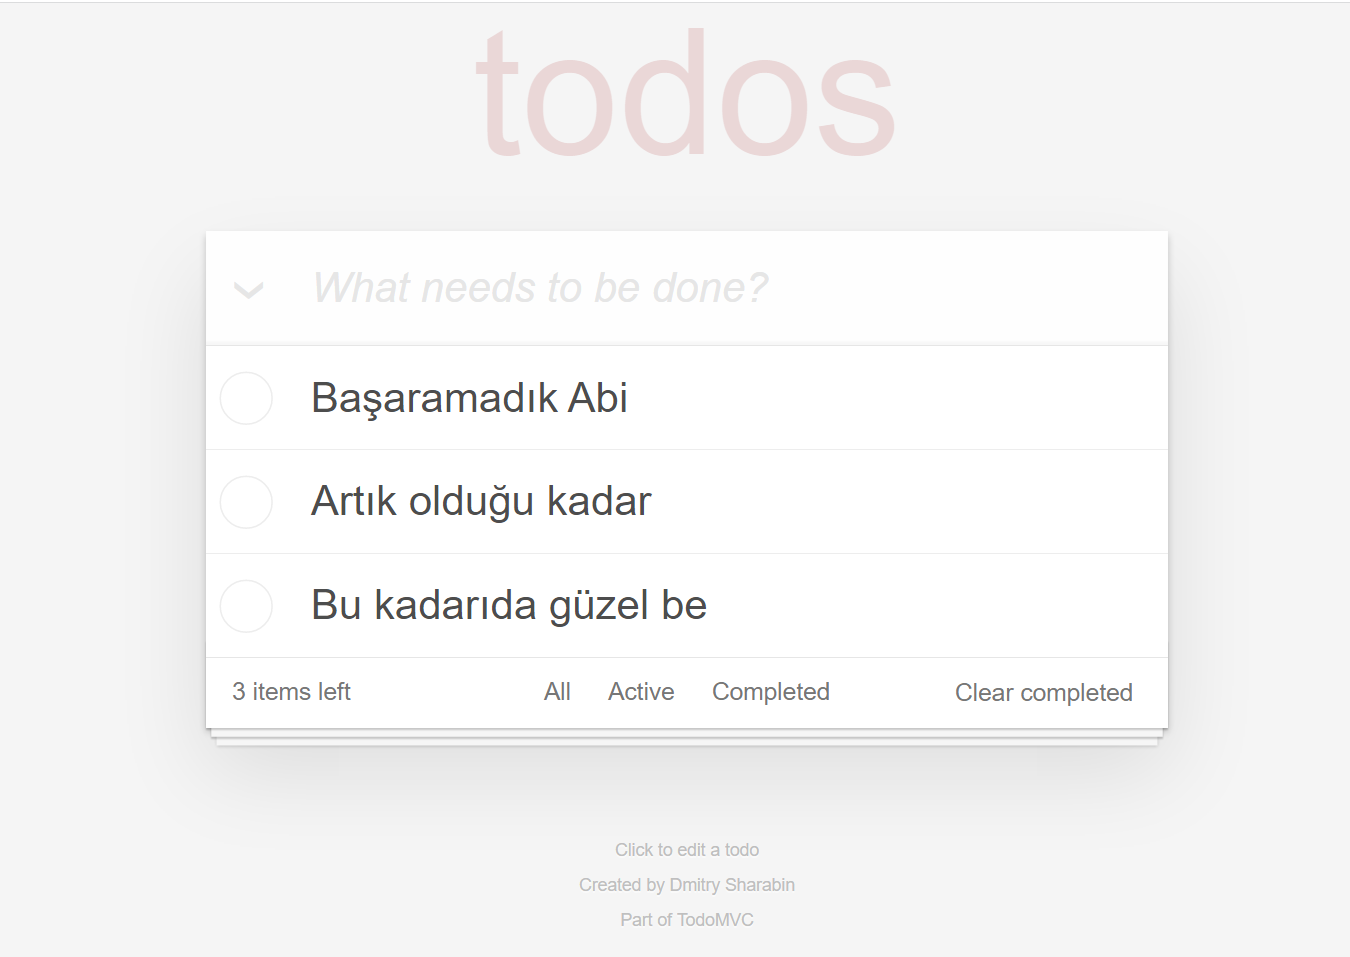 todos
What needs to be done?
Başaramadık Abi
Artık olduğu kadar
Bu kadarıda güzel be
3 items left All Active Completed Clear completed
Click to edit a todo
Created by Dmitry Sharabin
Part of TodoMVC